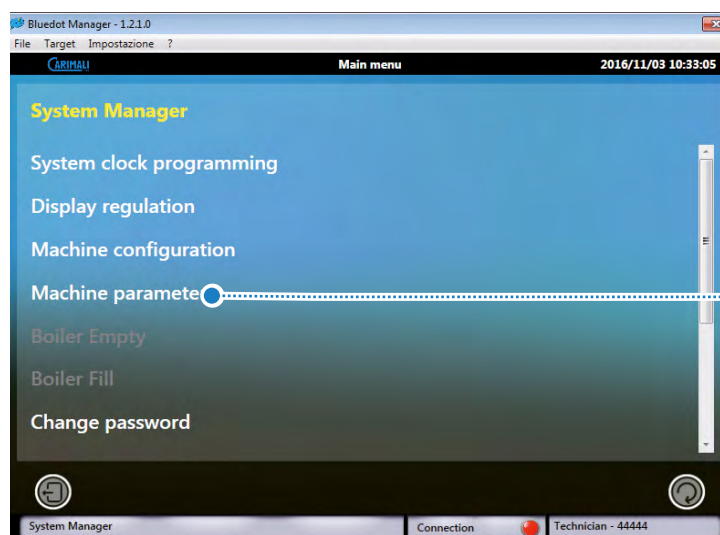 Bluedot Manager - 1.2.1.0
File Target Impostazione ?
CARIMALI Main menu 2016/11/03 10:33:05
System Manager
System clock programming
Display regulation
Machine configuration
Machine paramete
Boiler Empty
Boiler Fill
Change password
System Manager Connection Technician - 44444